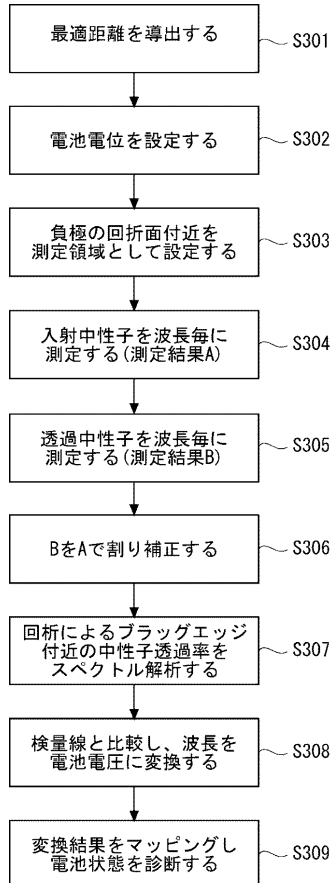 最適距離を導出する
S301
電池電位を設定する
S302
負極の回折面付近を
測定領域として設定する
S303
入射中性子を波長毎に
測定する(測定結果A)
S304
透過中性子を波長毎に
測定する(測定結果B)
S305
BをAで割り補正する
S306
回析によるブラッグエッジ
付近の中性子透過率を
スペクトル解析する
S307
検量線と比較し、波長を
電池電圧に変換する
S308
変換結果をマッピングし
電池状態を診断する
S309